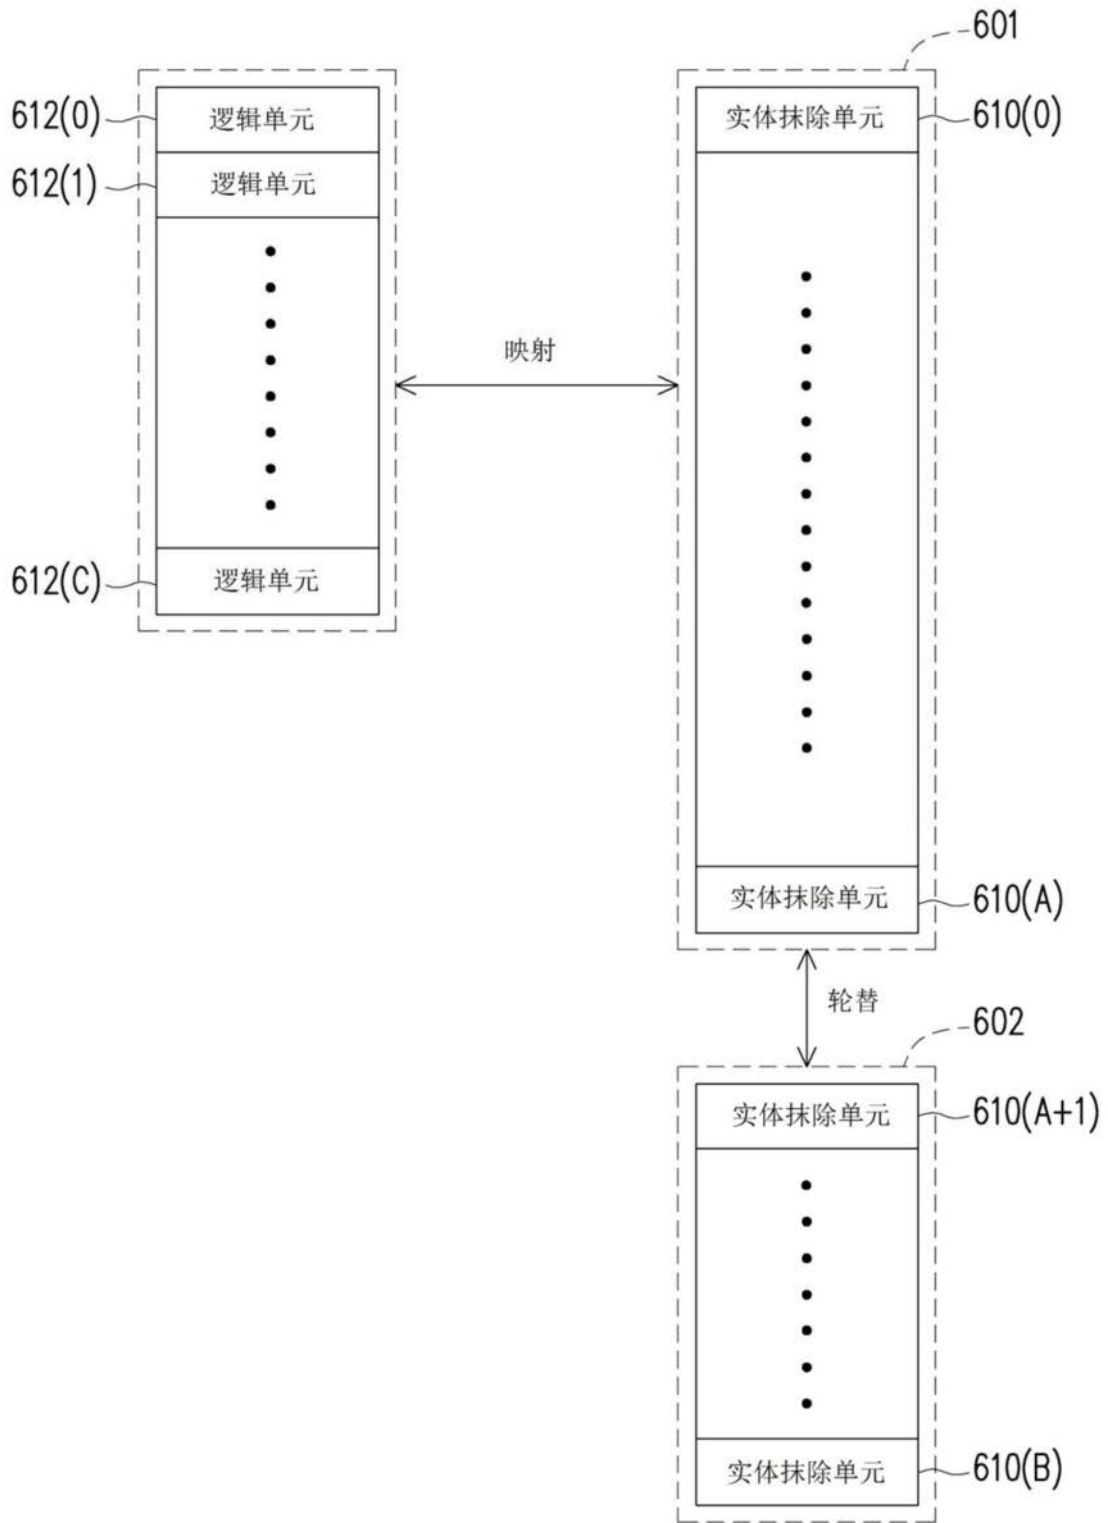 601
612(0) 逻辑单元
实体抹除单元 610(0)
612(1) 逻辑单元
映射
612(C) 逻辑单元
实体抹除单元 610(A)
轮替
602
实体抹除单元 610(A+1)
实体抹除单元 610(B)